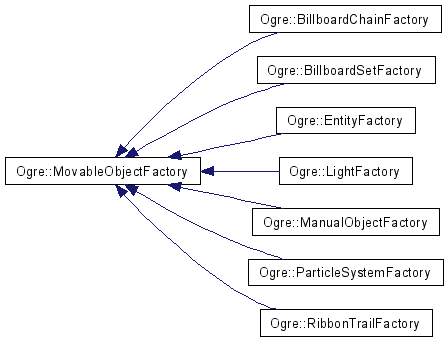 Ogre::BillboardChainFactory
Ogre::BillboardSetFactory
Ogre::EntityFactory
Ogre::MovableObjectFactory
Ogre::LightFactory
Ogre::ManualObjectFactory
Ogre::ParticleSystemFactory
Ogre::RibbonTrailFactory